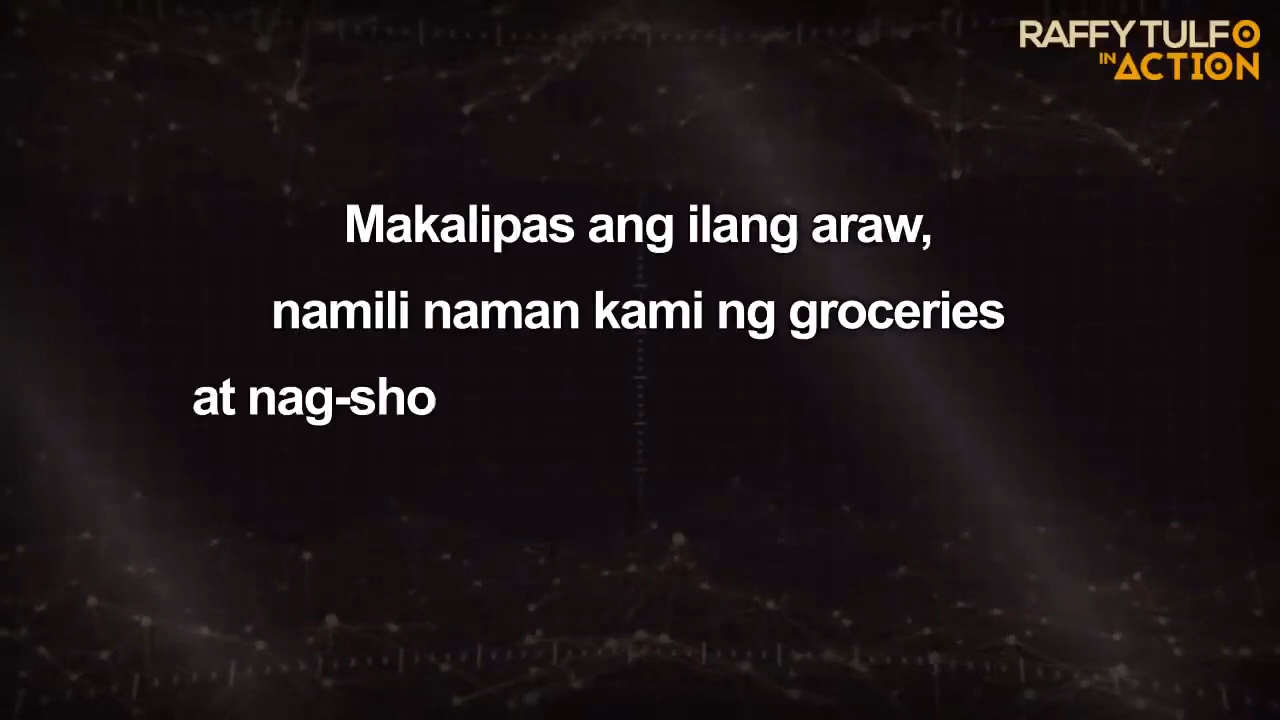 RAFFY TULFO
IN ACTION
Makalipas ang ilang araw,
namili naman kami ng groceries
at nag-sho